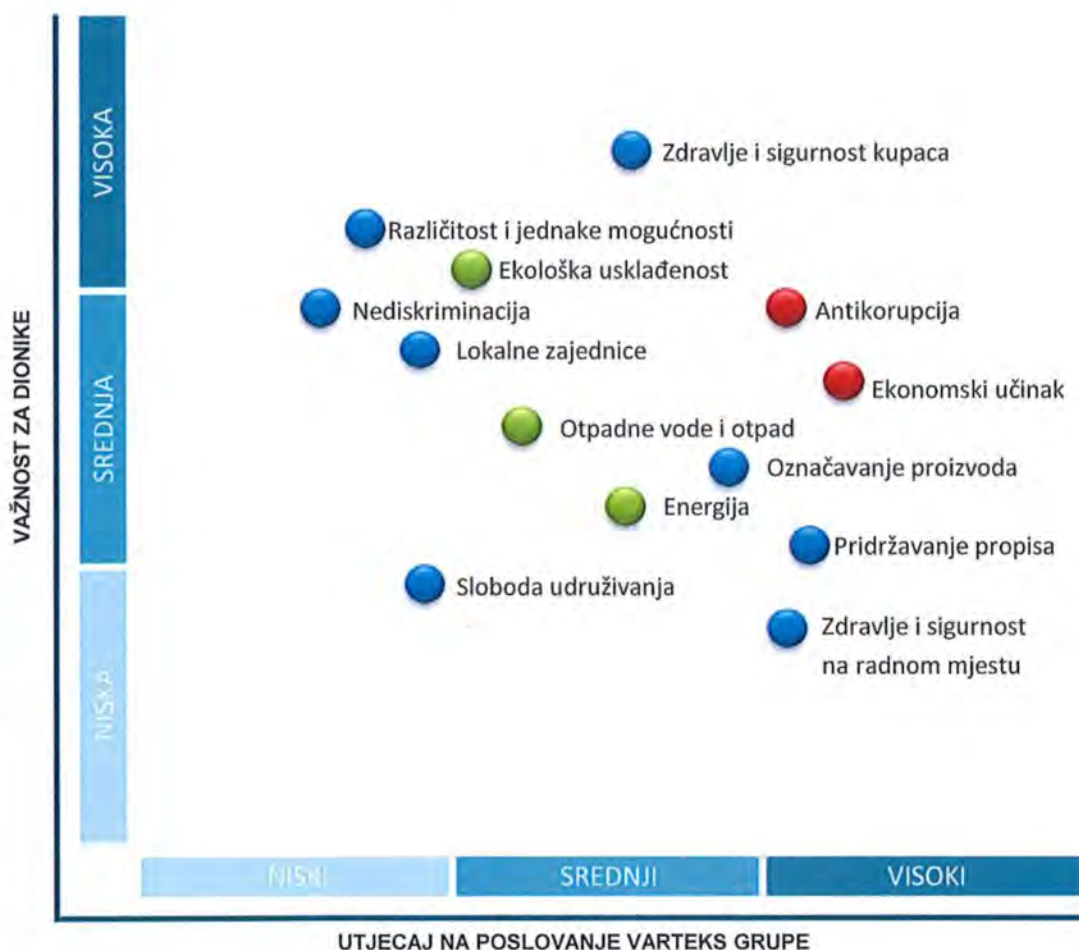 VISOKA
Zdravlje i sigurnost kupaca
Različitost i jednake mogućnosti
Ekološka usklađenost
Nediskriminacija
Antikorupcija
Lokalne zajednice
Ekonomski učinak
VAŽNOST ZA DIONIKE
SREDNJA
Otpadne vode i otpad
Označavanje proizvoda
Energija
Pridržavanje propisa
Sloboda udruživanja
Zdravlje i sigurnost
na radnom mjestu
NISKA
NISKI
SREDNJI
VISOKI
UTJECAJ NA POSLOVANJE VARTEKS GRUPE